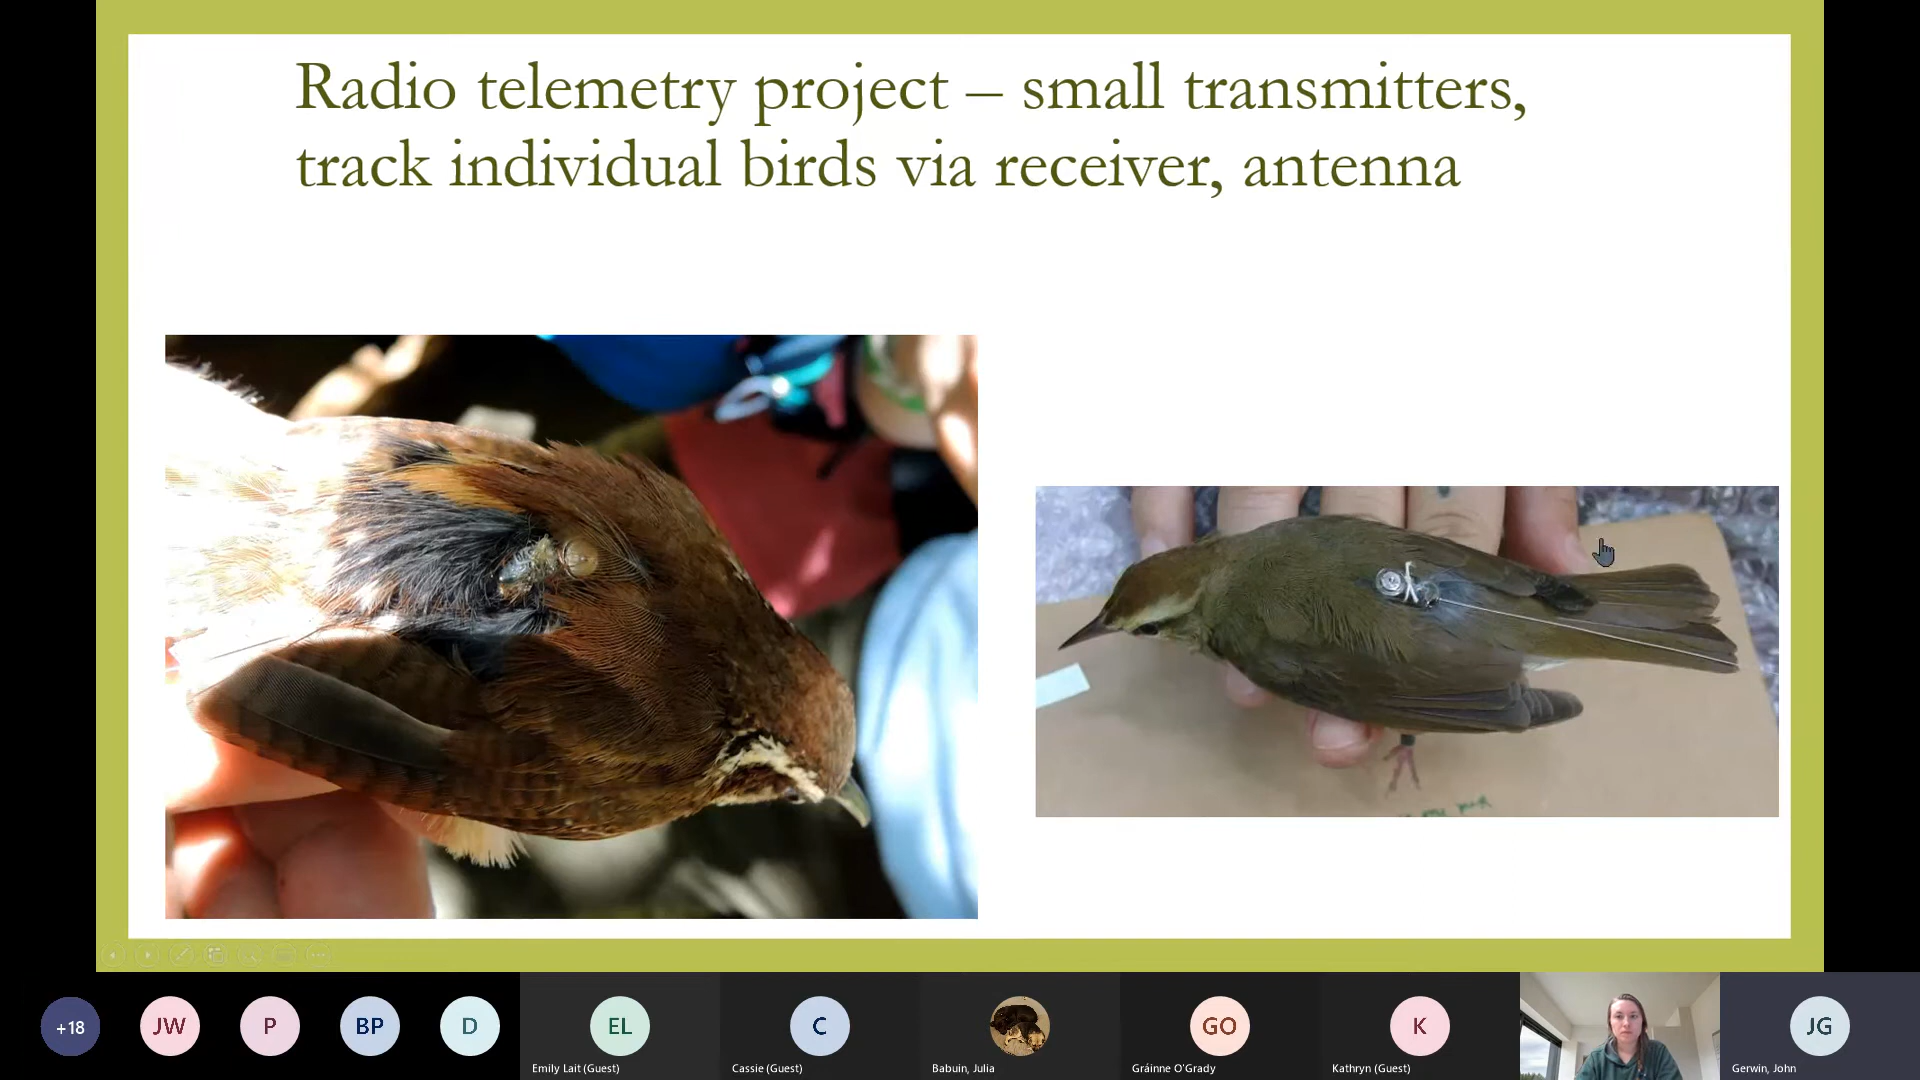 Radio telemetry project – small transmitters,
track individual birds via receiver, antenna
+18
JW
P
BP
D
EL
C
GO
K
JG
Emily Lait (Guest)
Cassie (Guest)
Babuin, Julia
Gráinne O'Grady
Kathryn (Guest)
Gerwin, John